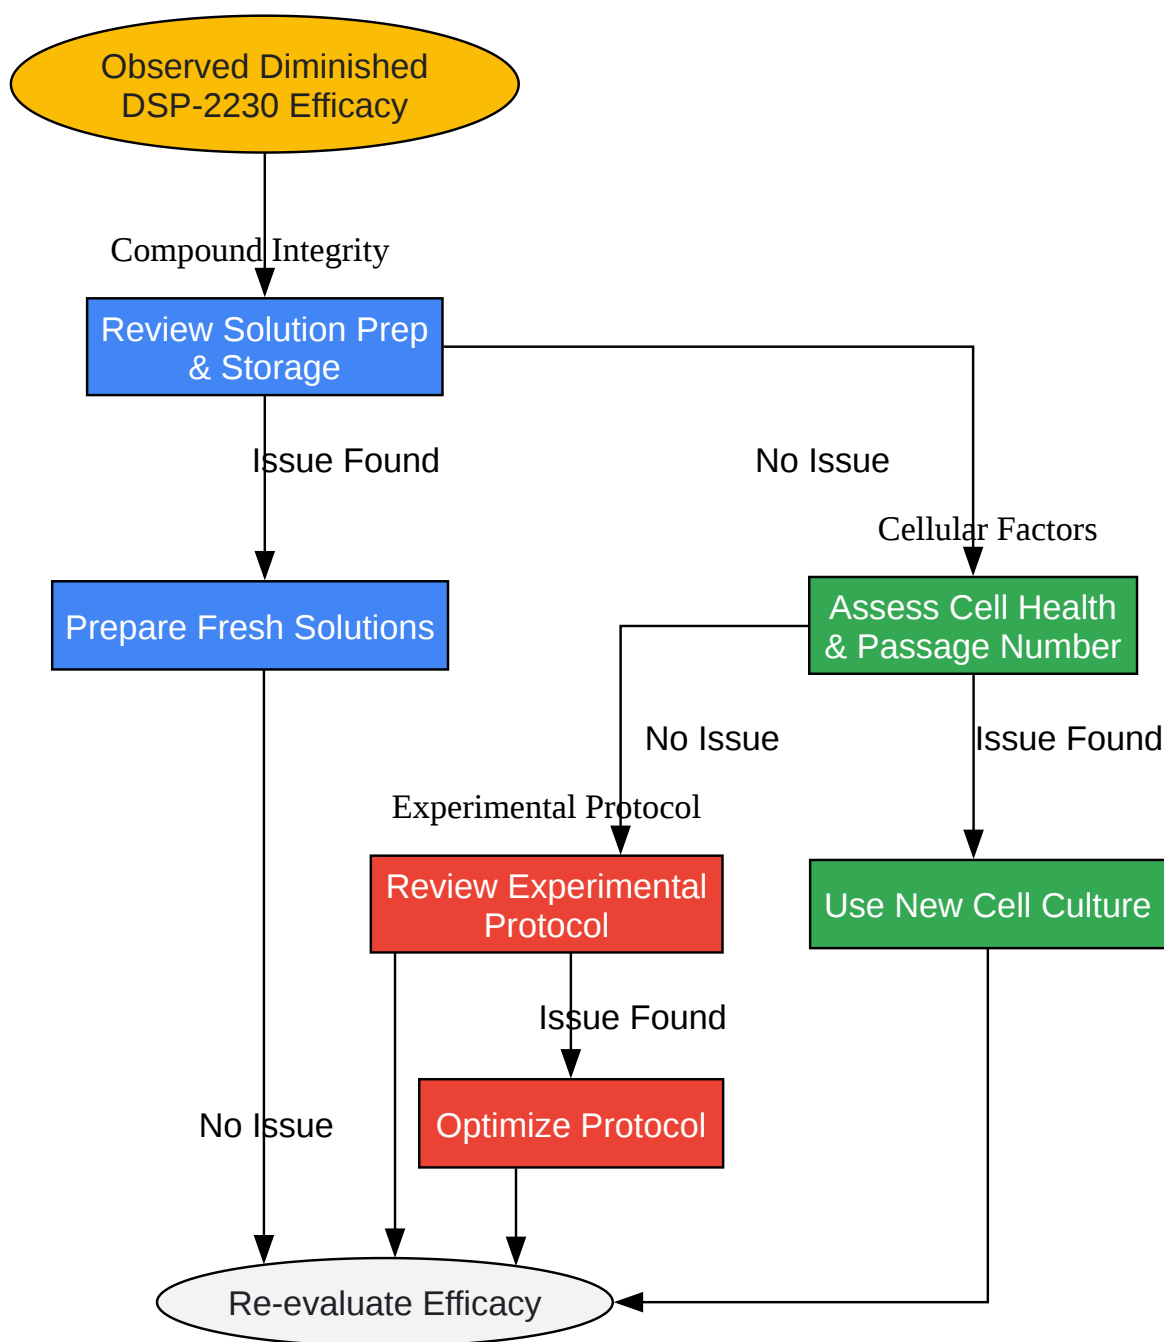 Observed Diminished
DSP-2230 Efficacy
Compound Integrity
Review Solution Prep
& Storage
Issue Found
No Issue
Cellular Factors
Prepare Fresh Solutions
Assess Cell Health
& Passage Number
No Issue
Issue Found
Experimental Protocol
Review Experimental
Protocol
Use New Cell Culture
Issue Found
No Issue
Optimize Protocol
Re-evaluate Efficacy